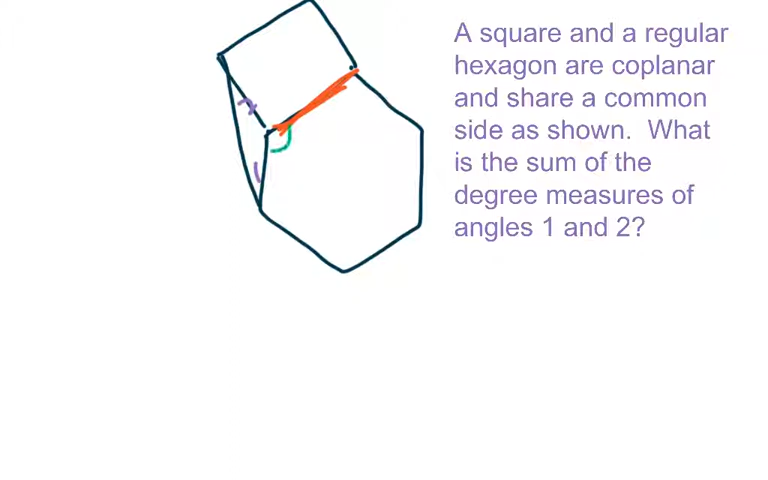 A square and a regular
hexagon are coplanar
and share a common
side as shown.  What
is the sum of the
degree measures of
angles 1 and 2?